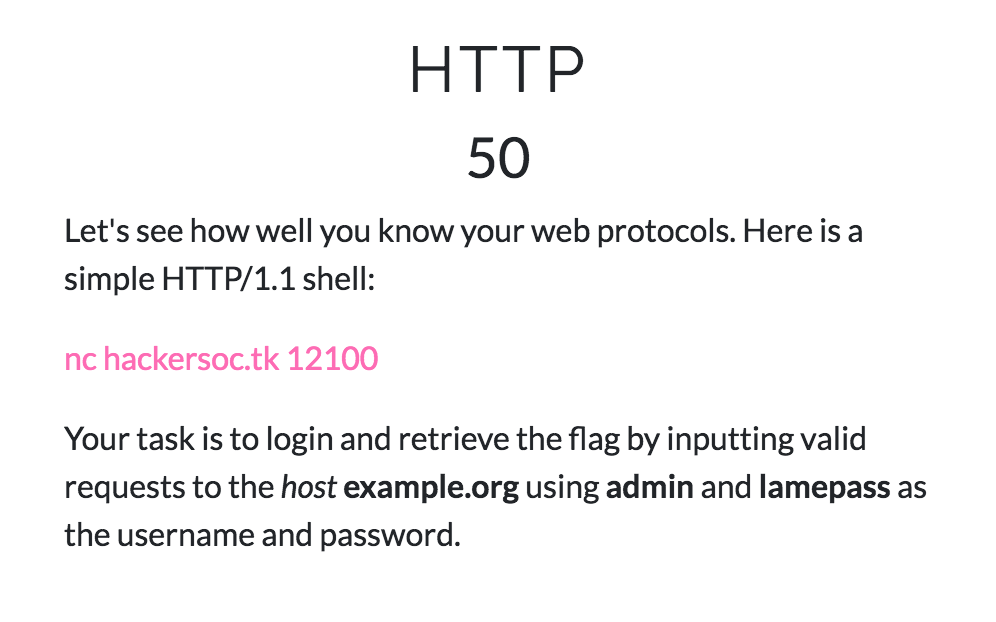 HTTP
50
Let's see how well you know your web protocols. Here is a
simple HTTP/1.1 shell:
nc hackersoc.tk 12100
Your task is to login and retrieve the flag by inputting valid
requests to the host example.org using admin and lamepass as
the username and password.